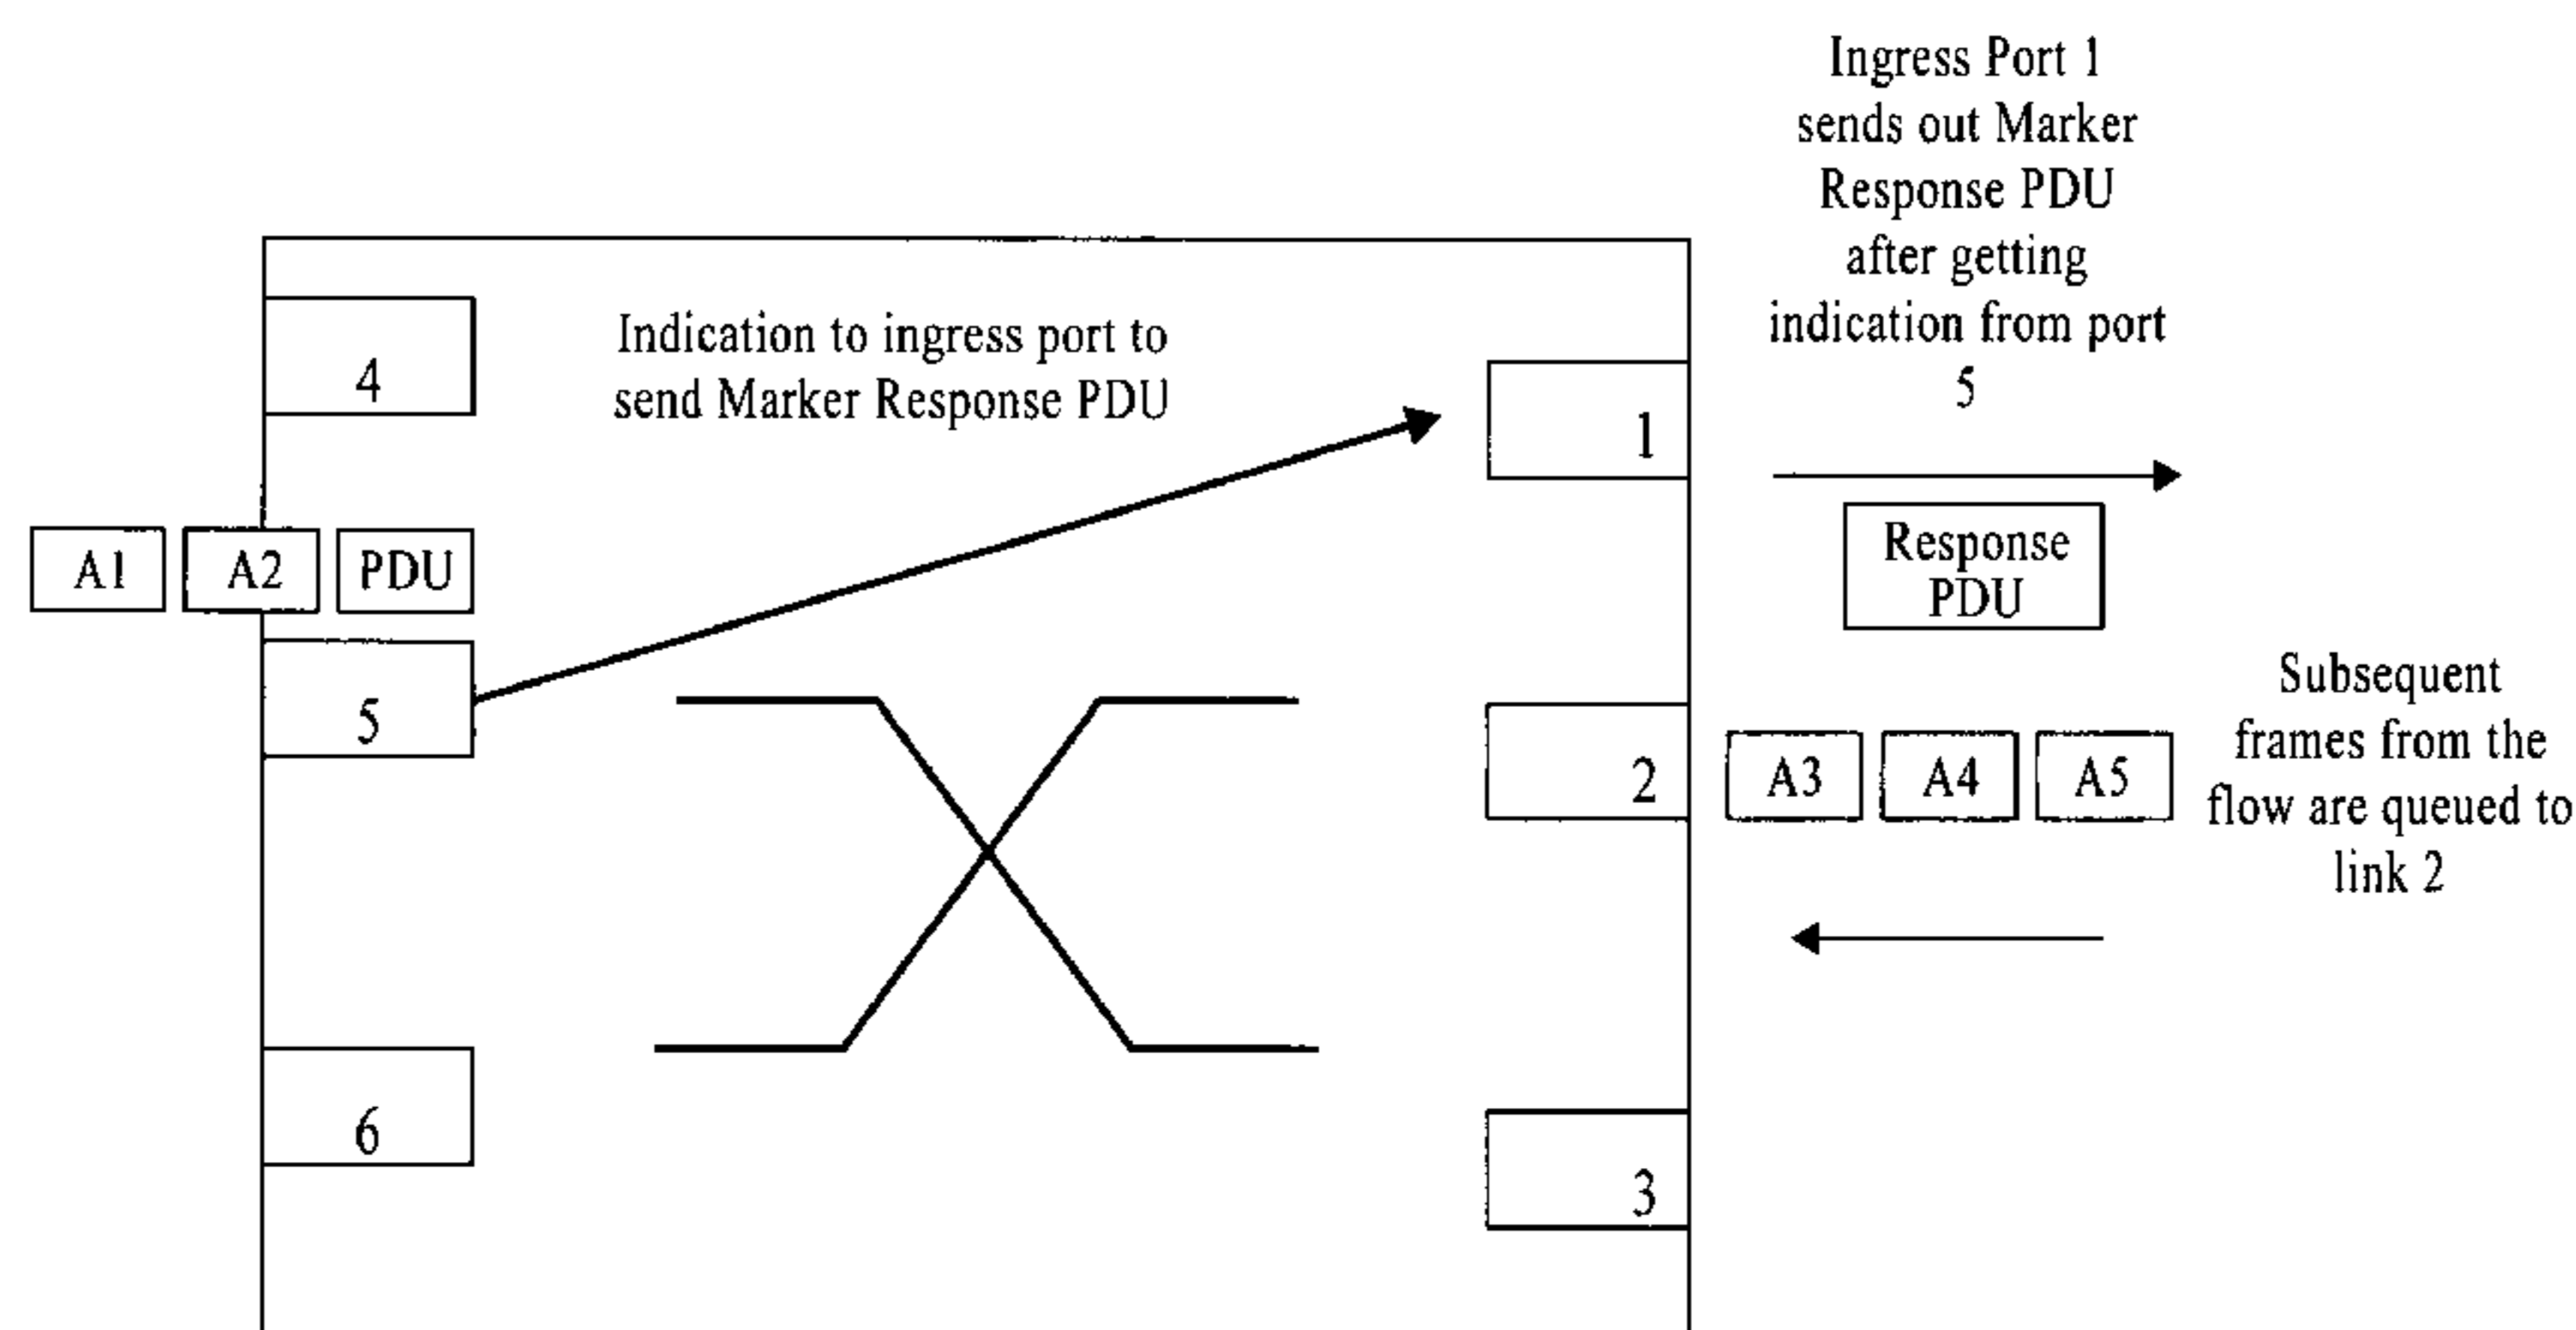 Ingress Port 1
sends out Marker
Response PDU
after getting
indication from port
5
Indication to ingress port to
send Marker Response PDU
4
1
A1 A2 PDU
Response
PDU
5
2
A3 A4 A5
Subsequent
frames from the
flow are queued to
link 2
6
3